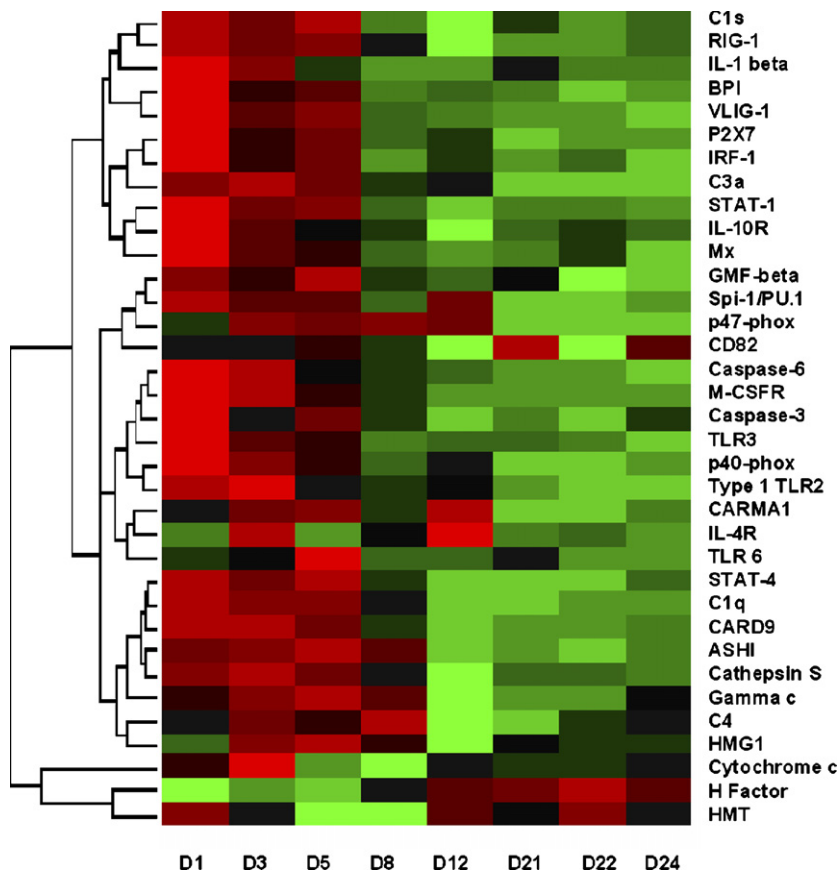 C1s
RIG-1
IL-1 beta
BPI
VLIG-1
P2X7
IRF-1
C3a
STAT-1
IL-10R
Mx
GMF-beta
Spi-1/PU.1
p47-phox
CD82
Caspase-6
M-CSFR
Caspase-3
TLR3
p40-phox
Type 1 TLR2
CARMA1
IL-4R
TLR 6
STAT-4
C1q
CARD9
ASHI
Cathepsin S
Gamma c
C4
HMG1
Cytochrome c
H Factor
HMT
D1 D3 D5 D8 D12 D21 D22 D24